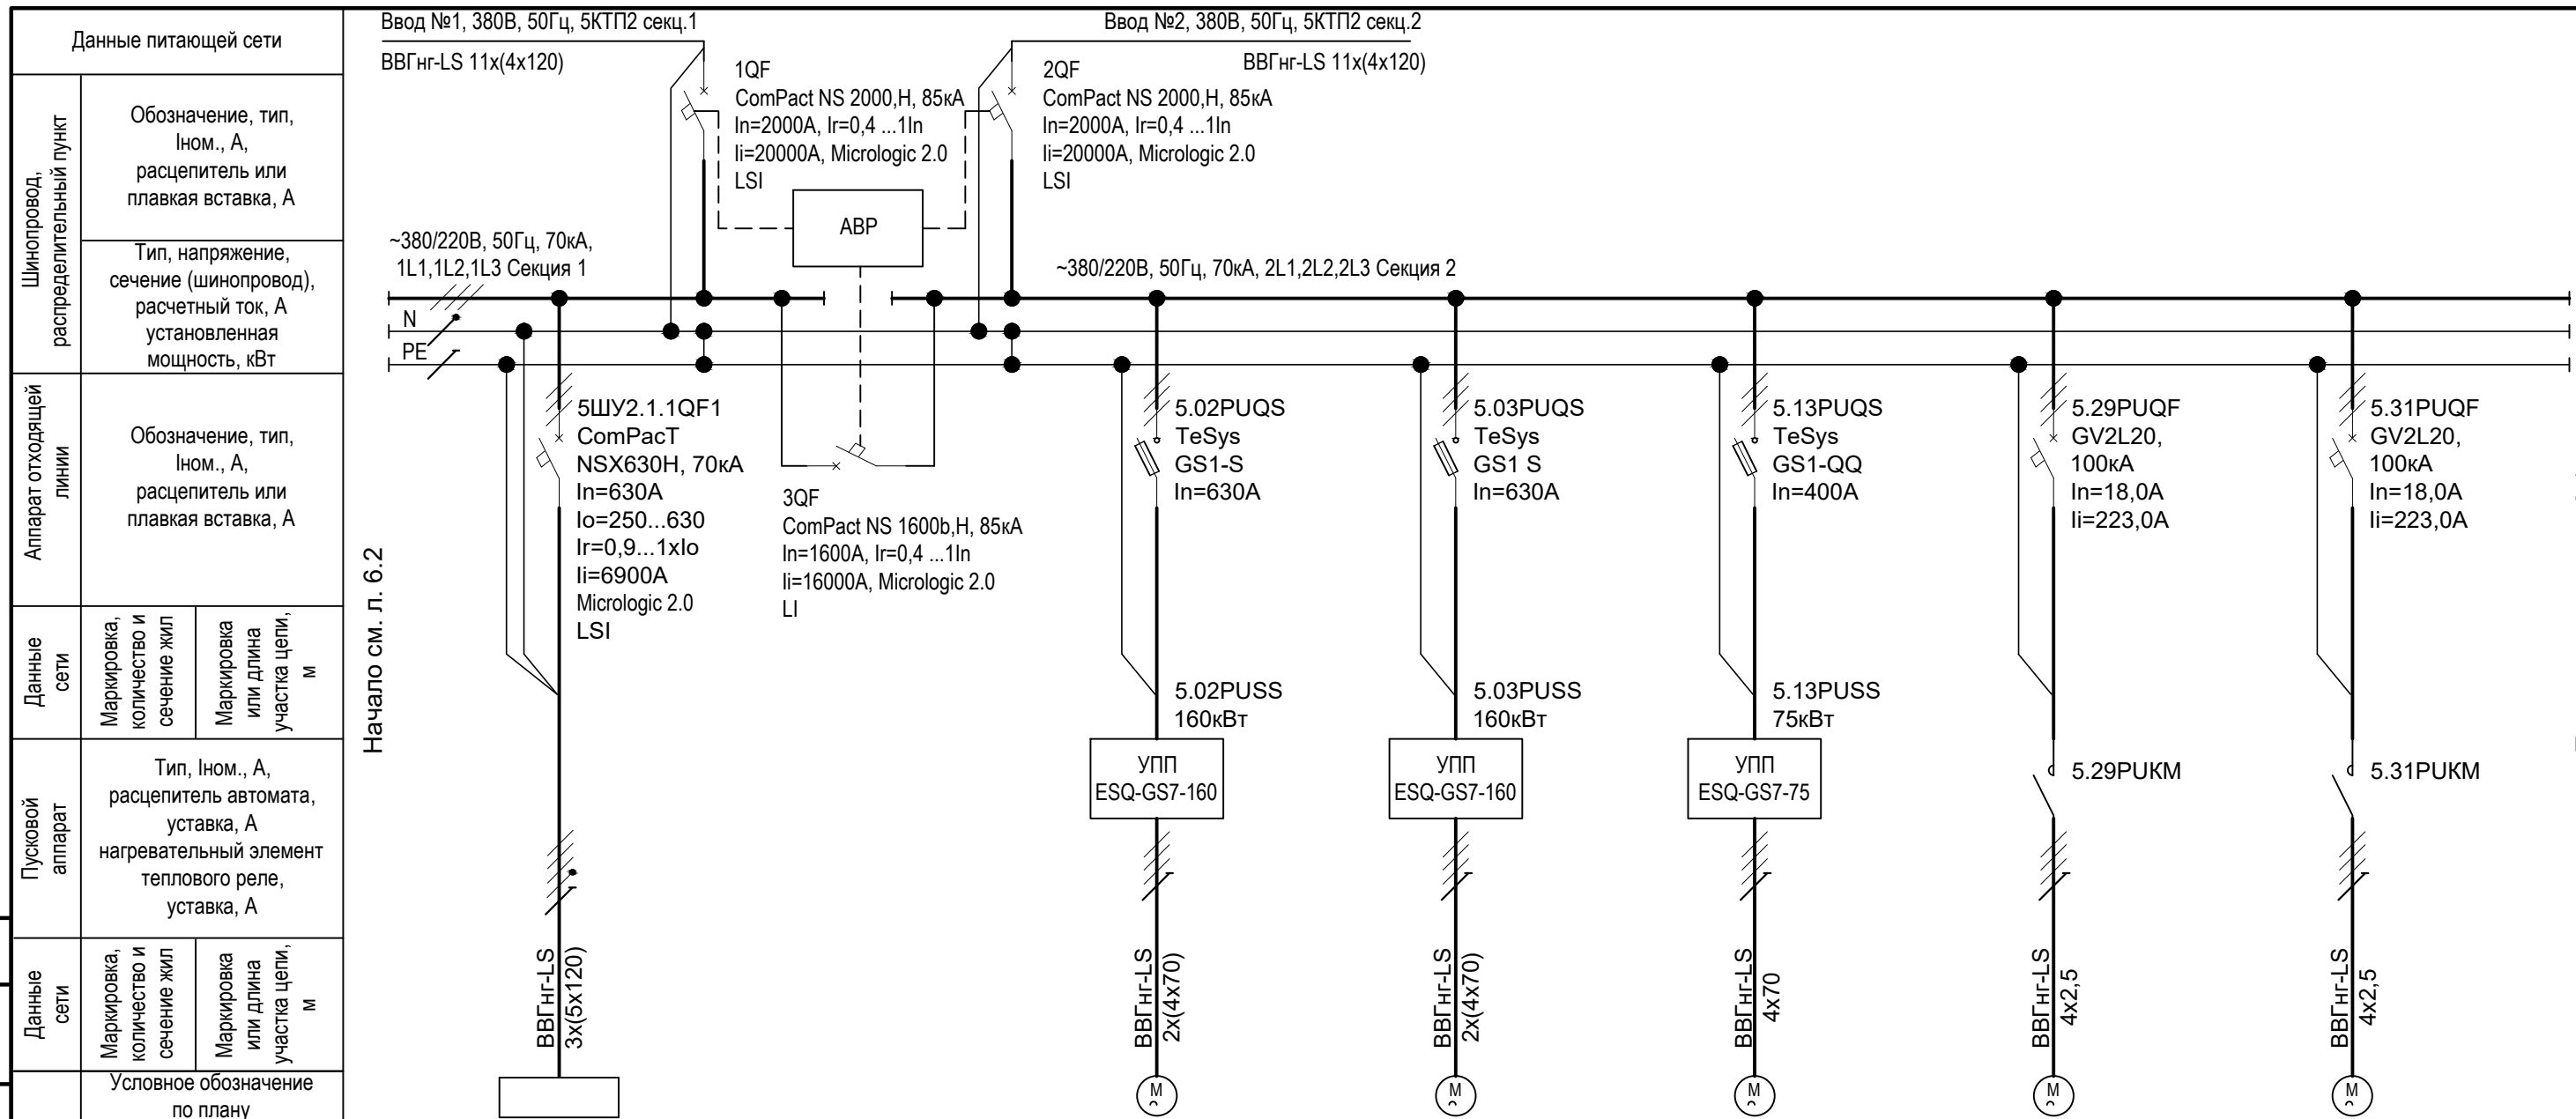 Данные питающей сети
Шинопровод,
распределительный пункт
Обозначение, тип,
Iном., А,
расцепитель или
плавкая вставка, А
Тип, напряжение,
сечение (шинопровод),
расчетный ток, А
установленная
мощность, кВт
Аппарат отходящей
линии
Обозначение, тип,
Iном., А,
расцепитель или
плавкая вставка, А
Данные
сети
Маркировка,
количество и
сечение жил
Маркировка
или длина
участка цепи,
м
Пусковой
аппарат
Тип, Iном., А,
расцепитель автомата,
уставка, А
нагревательный элемент
теплового реле,
уставка, А
Данные
сети
Маркировка,
количество и
сечение жил
Маркировка
или длина
участка цепи,
м
Условное обозначение
по плану
Начало см. л. 6.2
Ввод №1, 380В, 50Гц, 5КТП2 секц.1
ВВГнг-LS 11х(4х120)
1QF
ComPact NS 2000,H, 85кА
In=2000A, Ir=0,4 ...1In
Ii=20000A, Micrologic 2.0
LSI
Ввод №2, 380В, 50Гц, 5КТП2 секц.2
ВВГнг-LS 11х(4х120)
2QF
ComPact NS 2000,H, 85кА
In=2000A, Ir=0,4 ...1In
Ii=20000A, Micrologic 2.0
LSI
АВР
~380/220В, 50Гц, 70кА,
1L1,1L2,1L3 Секция 1
~380/220В, 50Гц, 70кА, 2L1,2L2,2L3 Секция 2
N
PE
5ШУ2.1.1QF1
ComPacT
NSX630H, 70кА
In=630A
Io=250...630
Ir=0,9...1xIo
Ii=6900A
Micrologic 2.0
LSI
3QF
ComPact NS 1600b,H, 85кА
In=1600A, Ir=0,4 ...1In
Ii=16000A, Micrologic 2.0
LI
5.02PUQS
TeSys
GS1-S
In=630A
5.03PUQS
TeSys
GS1 S
In=630A
5.13PUQS
TeSys
GS1-QQ
In=400A
5.29PUQF
GV2L20,
100кА
In=18,0A
Ii=223,0A
5.31PUQF
GV2L20,
100кА
In=18,0A
Ii=223,0A
5.02PUSS
160кВт
5.03PUSS
160кВт
5.13PUSS
75кВт
УПП
ESQ-GS7-160
УПП
ESQ-GS7-160
УПП
ESQ-GS7-75
5.29PUKM
5.31PUKM
ВВГнг-LS
3х(5х120)
ВВГнг-LS
2х(4х70)
ВВГнг-LS
2х(4х70)
ВВГнг-LS
4х70
ВВГнг-LS
4х2,5
ВВГнг-LS
4х2,5
М
М
М
М
М